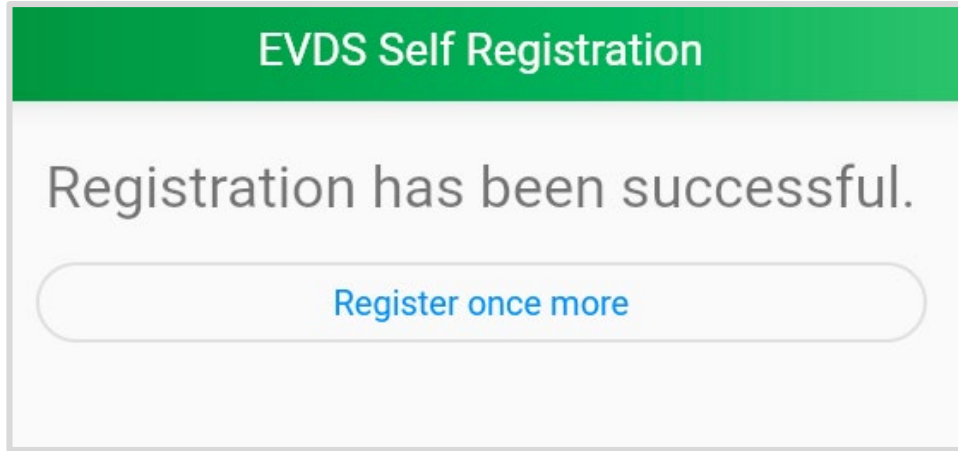 EVDS Self Registration
Registration has been successful.
Register once more